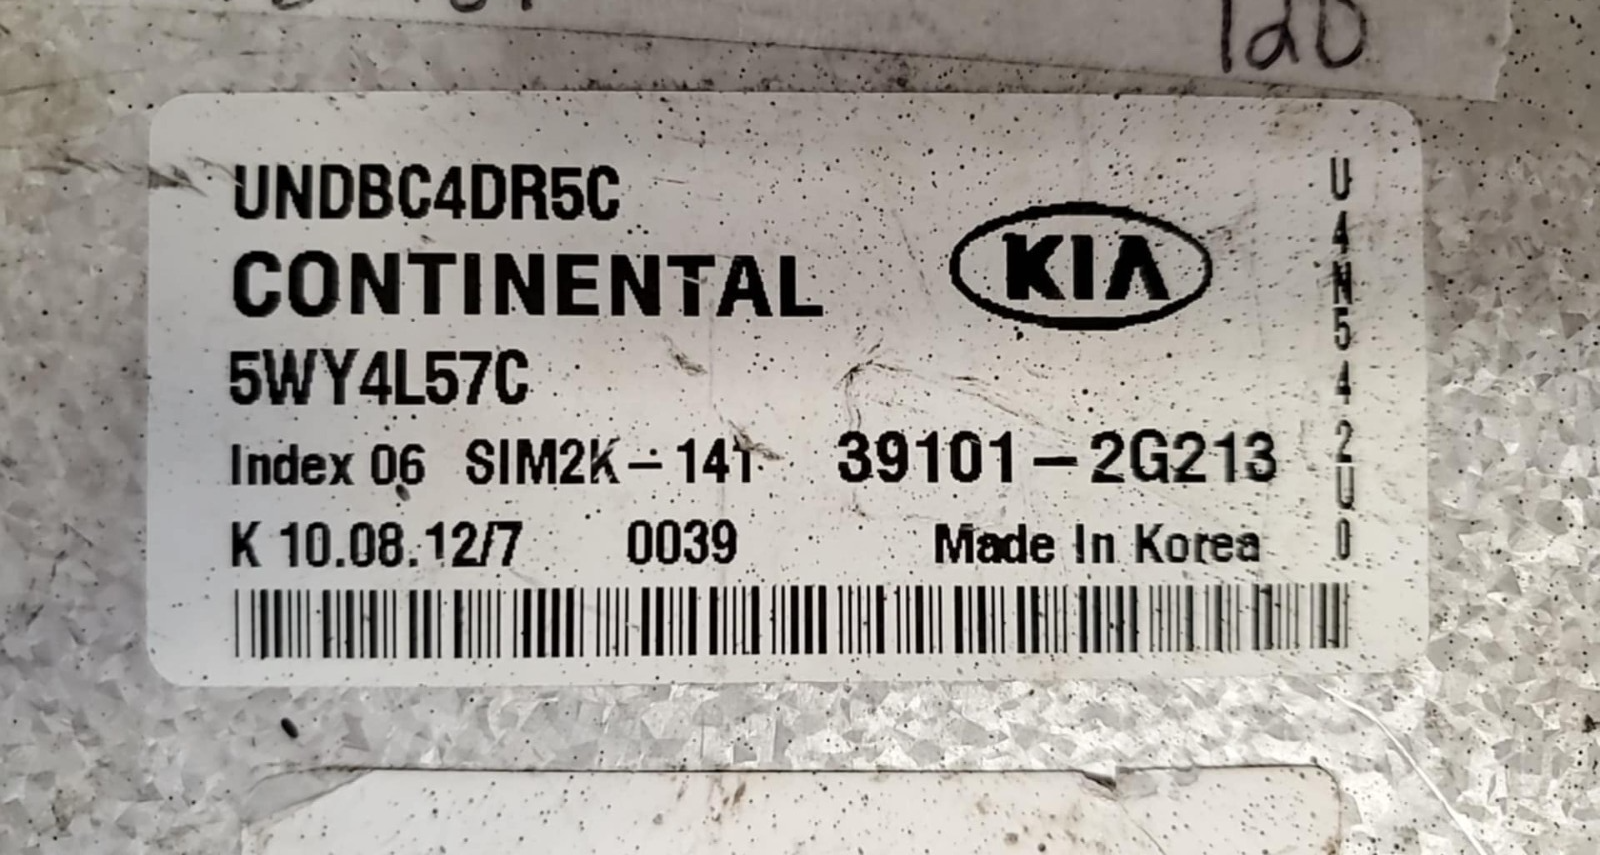 120
UNDBC4DR5C
CONTINENTAL
KIA
5WY4L57C
Index 06 SIM2K-141 39101-2G213
K 10.08.12/7 0039 Made In Korea
U4N542U0